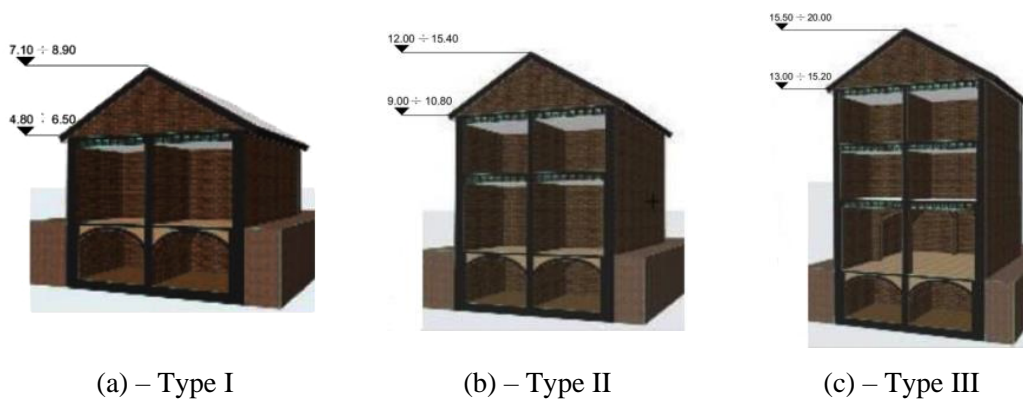 7.10 ÷ 8.90
4.80 ÷ 6.50
12.00 ÷ 15.40
9.00 ÷ 10.80
15.50 ÷ 20.00
13.00 ÷ 15.20
(a) – Type I
(b) – Type II
(c) – Type III